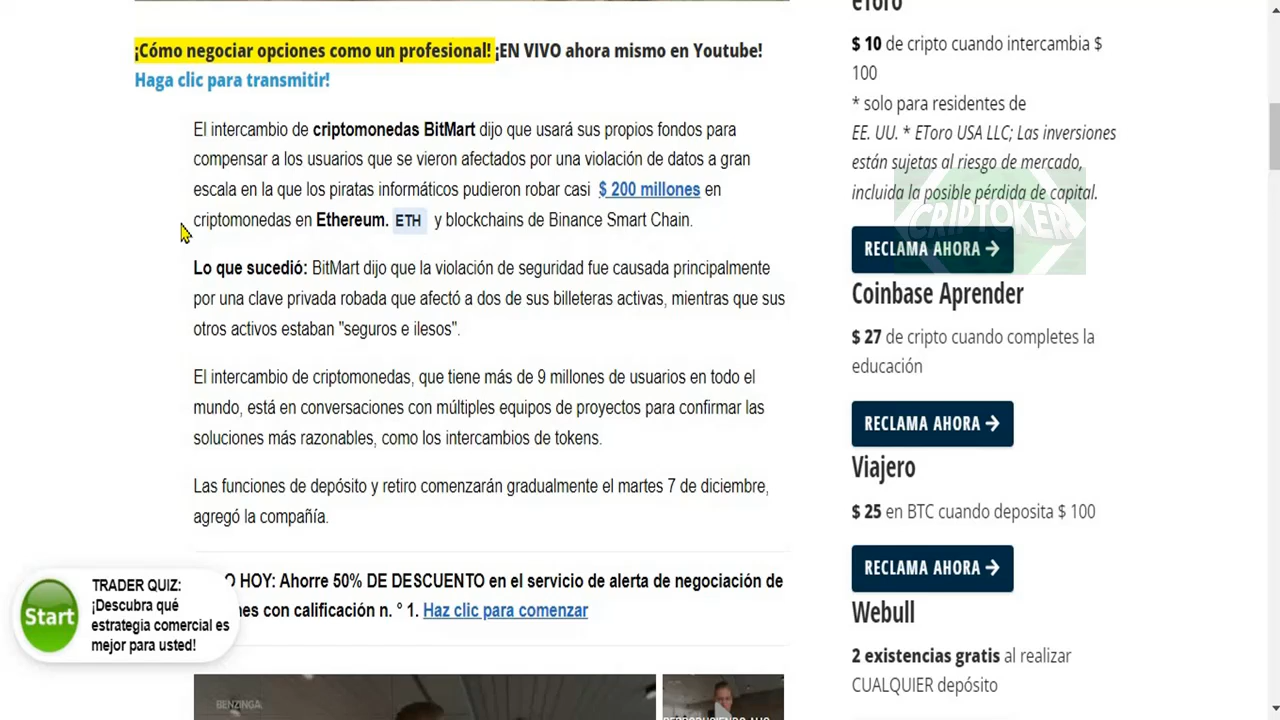 ¡Cómo negociar opciones como un profesional! ¡EN VIVO ahora mismo en Youtube!
Haga clic para transmitir!
El intercambio de criptomonedas BitMart dijo que usará sus propios fondos para
compensar a los usuarios que se vieron afectados por una violación de datos a gran
escala en la que los piratas informáticos pudieron robar casi $ 200 millones en
criptomonedas en Ethereum. ETH y blockchains de Binance Smart Chain.
Lo que sucedió: BitMart dijo que la violación de seguridad fue causada principalmente
por una clave privada robada que afectó a dos de sus billeteras activas, mientras que sus
otros activos estaban "seguros e ilesos".
El intercambio de criptomonedas, que tiene más de 9 millones de usuarios en todo el
mundo, está en conversaciones con múltiples equipos de proyectos para confirmar las
soluciones más razonables, como los intercambios de tokens.
Las funciones de depósito y retiro comenzarán gradualmente el martes 7 de diciembre,
agregó la compañía.
O HOY: Ahorre 50% DE DESCUENTO en el servicio de alerta de negociación de
nes con calificación n. ° 1. Haz clic para comenzar
BENZINGA
Start
TRADER QUIZ:
¡Descubra qué
estrategia comercial es
mejor para usted!
eToro
$ 10 de cripto cuando intercambia $
100
* solo para residentes de
EE. UU. * EToro USA LLC; Las inversiones
están sujetas al riesgo de mercado,
incluida la posible pérdida de capital.
CRIPTOKER
RECLAMA AHORA →
Coinbase Aprender
$ 27 de cripto cuando completes la
educación
RECLAMA AHORA →
Viajero
$ 25 en BTC cuando deposita $ 100
RECLAMA AHORA →
Webull
2 existencias gratis al realizar
CUALQUIER depósito